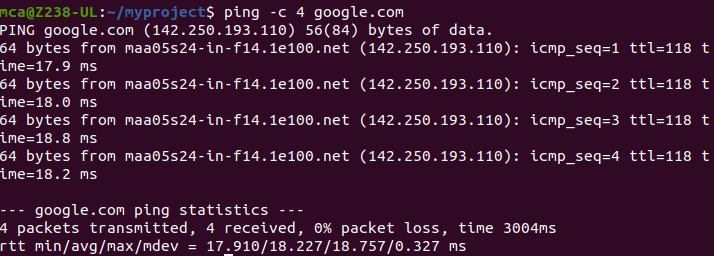 mca@Z238-UL:~/myproject$ ping -c 4 google.com
PING google.com (142.250.193.110) 56(84) bytes of data.
64 bytes from maa05s24-in-f14.1e100.net (142.250.193.110): icmp_seq=1 ttl=118 t
ime=17.9 ms
64 bytes from maa05s24-in-f14.1e100.net (142.250.193.110): icmp_seq=2 ttl=118 t
ime=18.0 ms
64 bytes from maa05s24-in-f14.1e100.net (142.250.193.110): icmp_seq=3 ttl=118 t
ime=18.8 ms
64 bytes from maa05s24-in-f14.1e100.net (142.250.193.110): icmp_seq=4 ttl=118 t
ime=18.2 ms
--- google.com ping statistics ---
4 packets transmitted, 4 received, 0% packet loss, time 3004ms
rtt min/avg/max/mdev = 17.910/18.227/18.757/0.327 ms